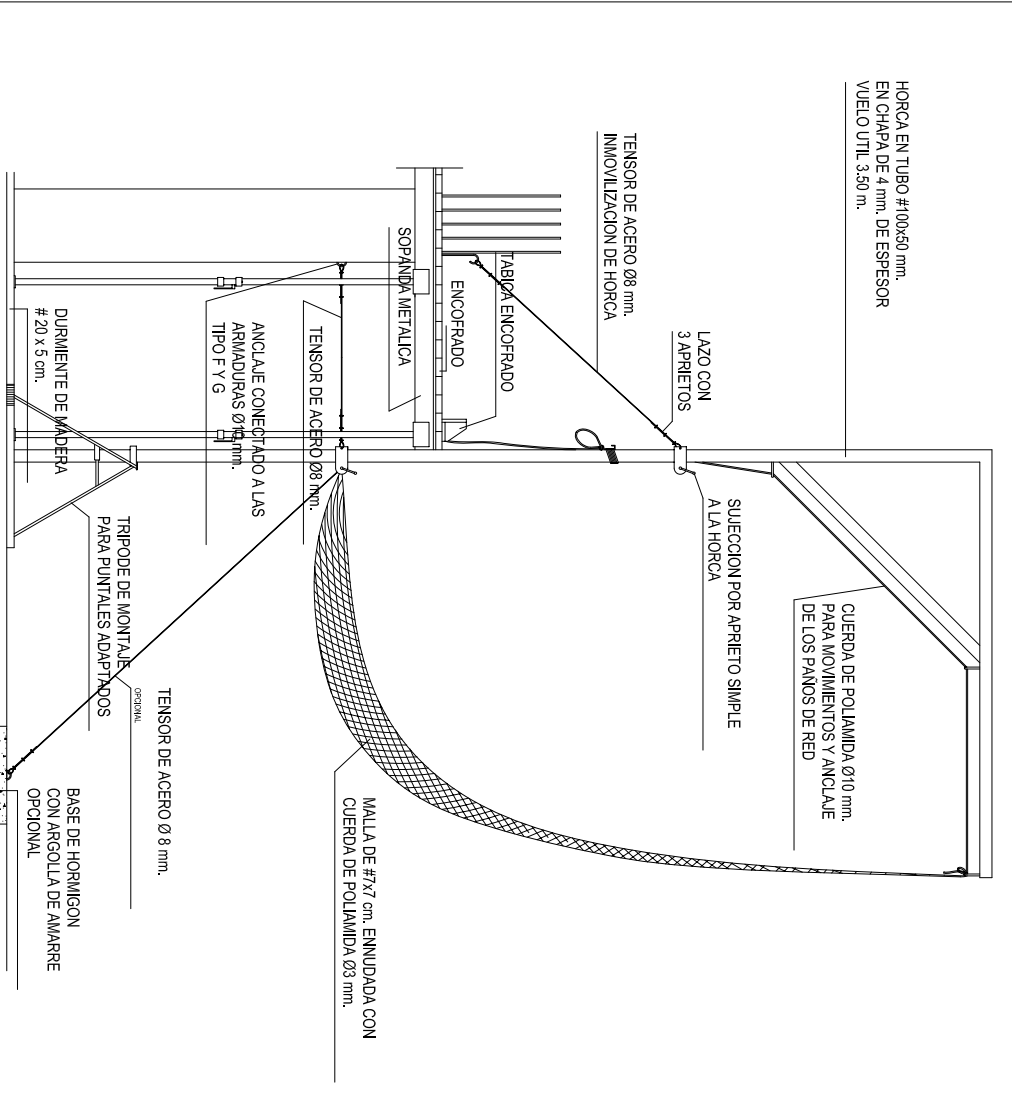 HORCA EN TUBO #100x50 mm.
EN CHAPA DE 4 mm. DE ESPESOR
VUELO UTIL 3.50 m.
TENSOR DE ACERO Ø8 mm.
INMOVILIZACION DE HORCA
LAZO CON
3 APRIETOS
SUJECCION POR APRIETO SIMPLE
A LA HORCA
CUERDA DE POLIAMIDA Ø10 mm.
PARA MOVIMIENTOS Y ANCLAJE
DE LOS PAÑOS DE RED
TABICA ENCOFRADO
ENCOFRADO
SOPANDA METALICA
TENSOR DE ACERO Ø8 mm.
ANCLAJE CONECTADO A LAS
ARMADURAS Ø10 mm.
TIPO F Y G
DURMIENTE DE MADERA
# 20 x 5 cm.
TRIPODE DE MONTAJE
PARA PUNTALES ADAPTADOS
OPCIONAL
TENSOR DE ACERO Ø 8 mm.
MALLA DE #7x7 cm. ENNUDADA CON
CUERDA DE POLIAMIDA Ø3 mm.
BASE DE HORMIGON
CON ARGOLLA DE AMARRE
OPCIONAL